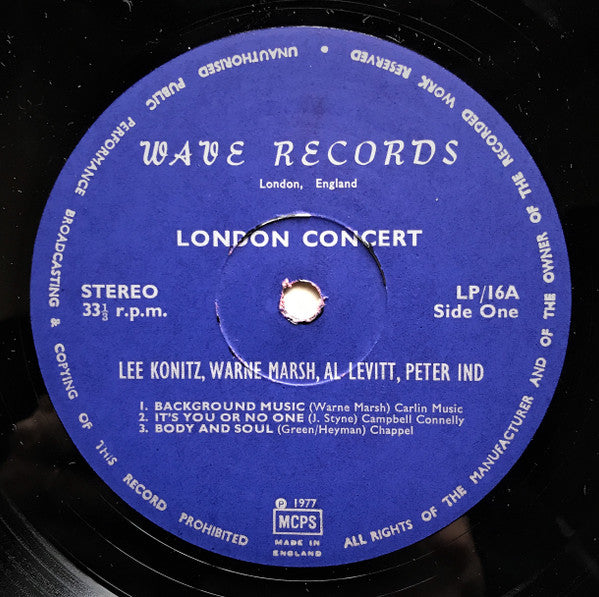 ALL RIGHTS OF THE MANUFACTURER AND OF THE OWNER OF THE RECORDED WORK RESERVED • UNAUTHORISED PUBLIC PERFORMANCE BROADCASTING & COPYING OF THIS RECORD PROHIBITED
WAVE RECORDS
London, England
LONDON CONCERT
STEREO
33⅓ r.p.m.
LP/16A
Side One
LEE KONITZ, WARNE MARSH, AL LEVITT, PETER IND
1. BACKGROUND MUSIC (Warne Marsh) Carlin Music
2. IT'S YOU OR NO ONE (J. Styne) Campbell Connelly
3. BODY AND SOUL (Green/Heyman) Chappel
℗ 1977
MCPS
MADE IN
ENGLAND